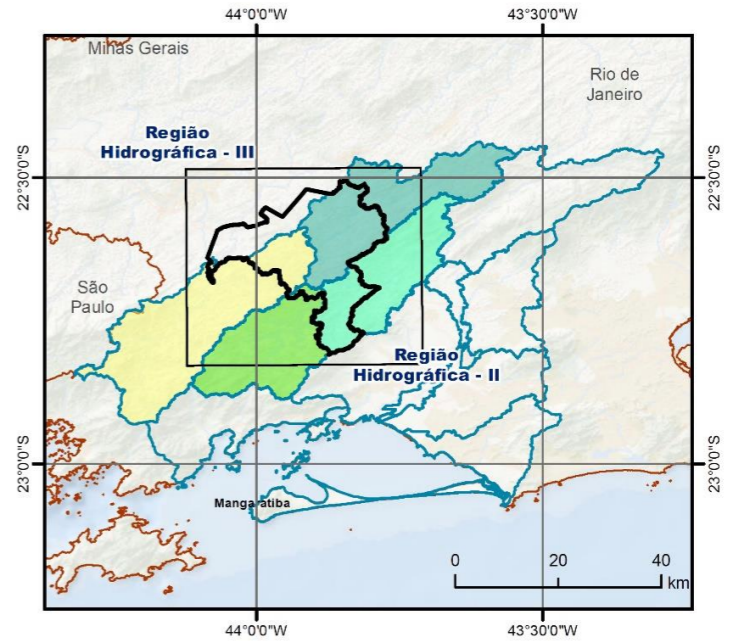 44°0'0"W
43°30'0"W
Minas Gerais
Rio de
Janeiro
Região
Hidrográfica - III
22°30'0"S
22°30'0"S
São
Paulo
Região
Hidrográfica - II
23°0'0"S
23°0'0"S
Mangaratiba
0
20
40
km
44°0'0"W
43°30'0"W